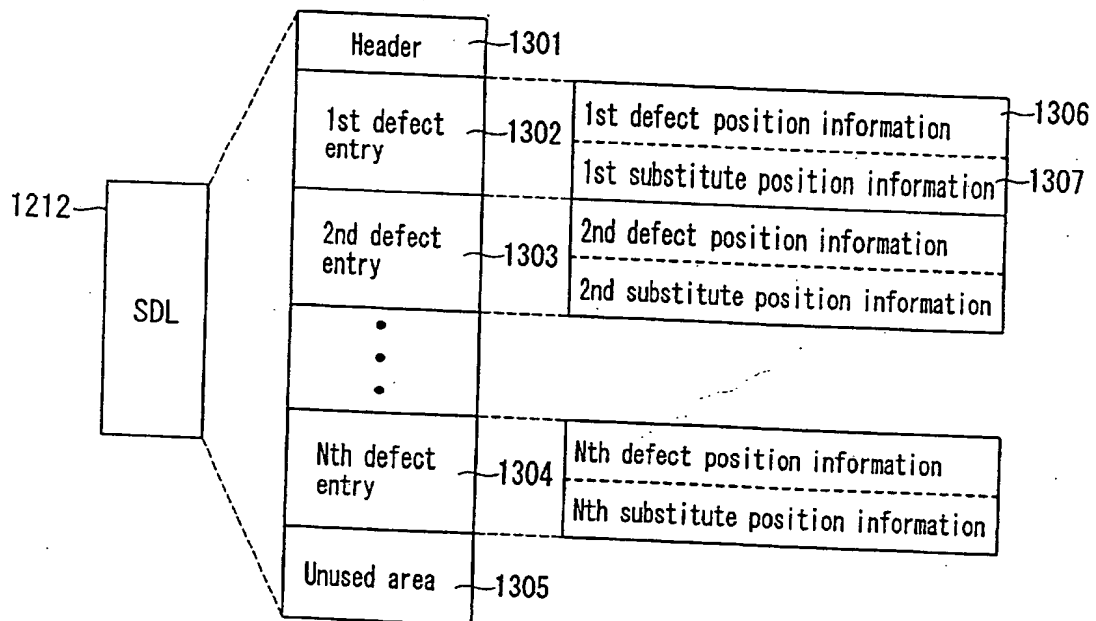 Header
1301
1st defect
entry
1302
1st defect position information
1306
1st substitute position information
1307
1212
SDL
2nd defect
entry
1303
2nd defect position information
2nd substitute position information
Nth defect
entry
1304
Nth defect position information
Nth substitute position information
Unused area
1305